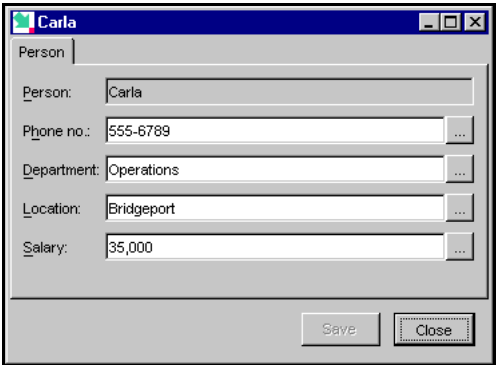 Carla
Person
Person: Carla
Phone no.: 555-6789 ...
Department: Operations ...
Location: Bridgeport ...
Salary: 35,000 ...
Save Close